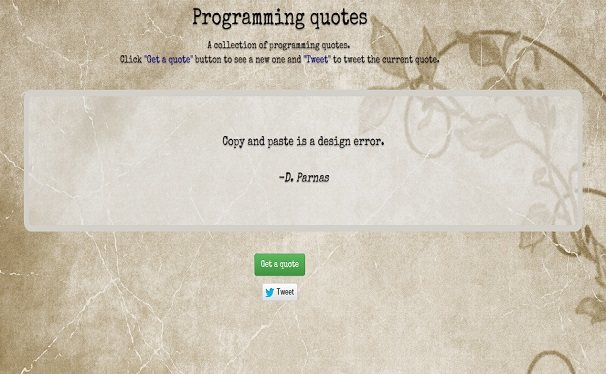 Programming quotes
A collection of programming quotes.
Click "Get a quote" button to see a new one and "Tweet" to tweet the current quote.
Copy and paste is a design error.
-D. Parnas
Get a quote
Tweet